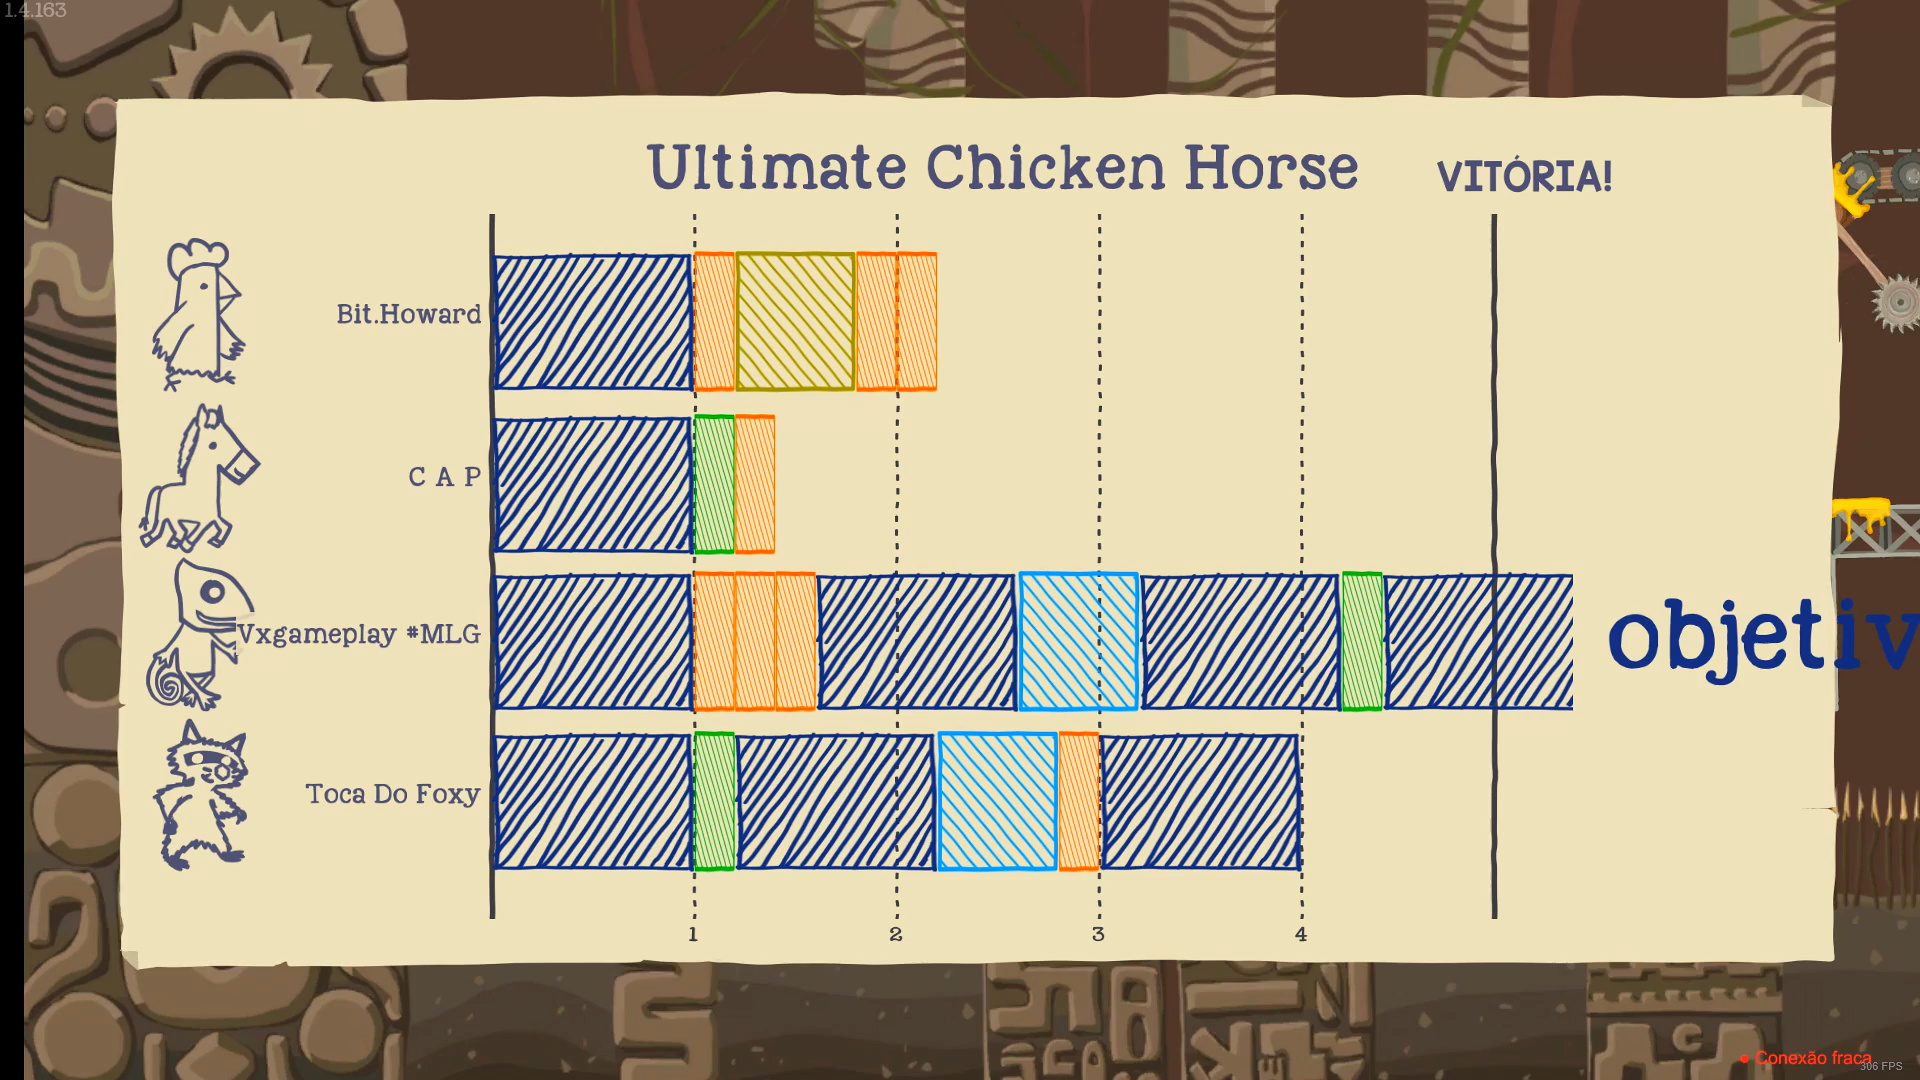 1.4.163
Ultimate Chicken Horse
VITÓRIA!
Bit.Howard
C A P
Vxgameplay #MLG
objetiv
Toca Do Foxy
1 2 3 4
Conexão fraca
306 FPS